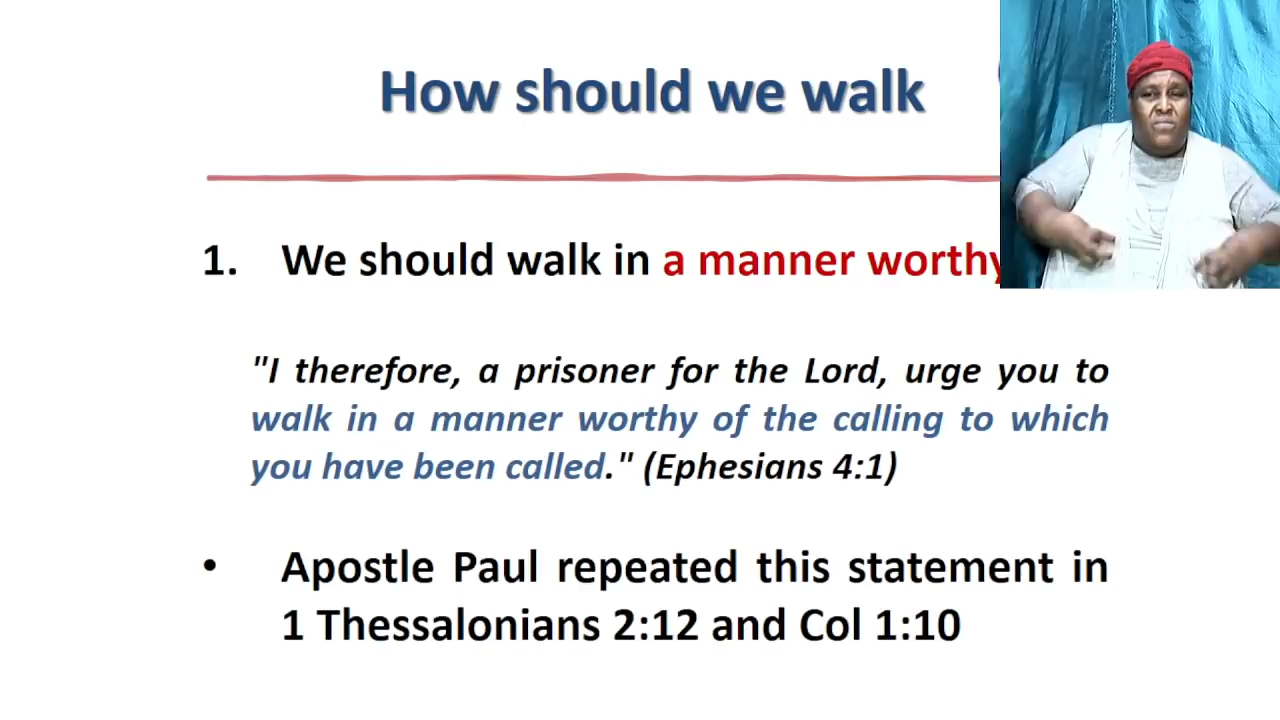 How should we walk
1. We should walk in a manner worthy
"I therefore, a prisoner for the Lord, urge you to
walk in a manner worthy of the calling to which
you have been called." (Ephesians 4:1)
• Apostle Paul repeated this statement in
1 Thessalonians 2:12 and Col 1:10